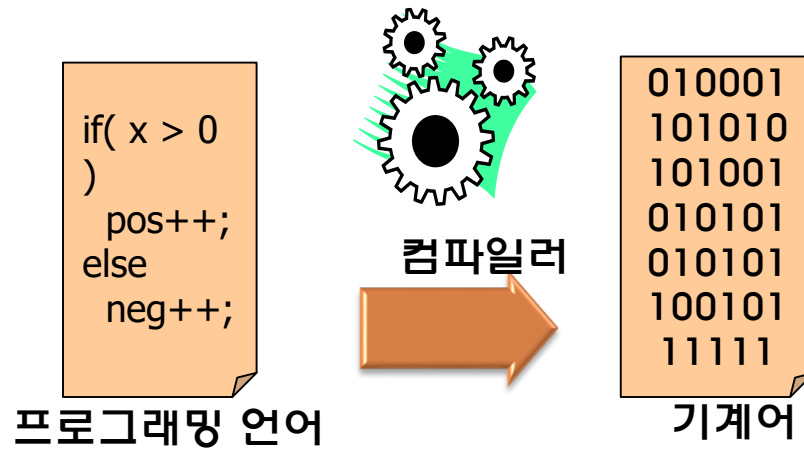 if( x > 0
)
pos++;
else
neg++;
프로그래밍 언어
컴파일러
010001
101010
101001
010101
010101
100101
11111
기계어